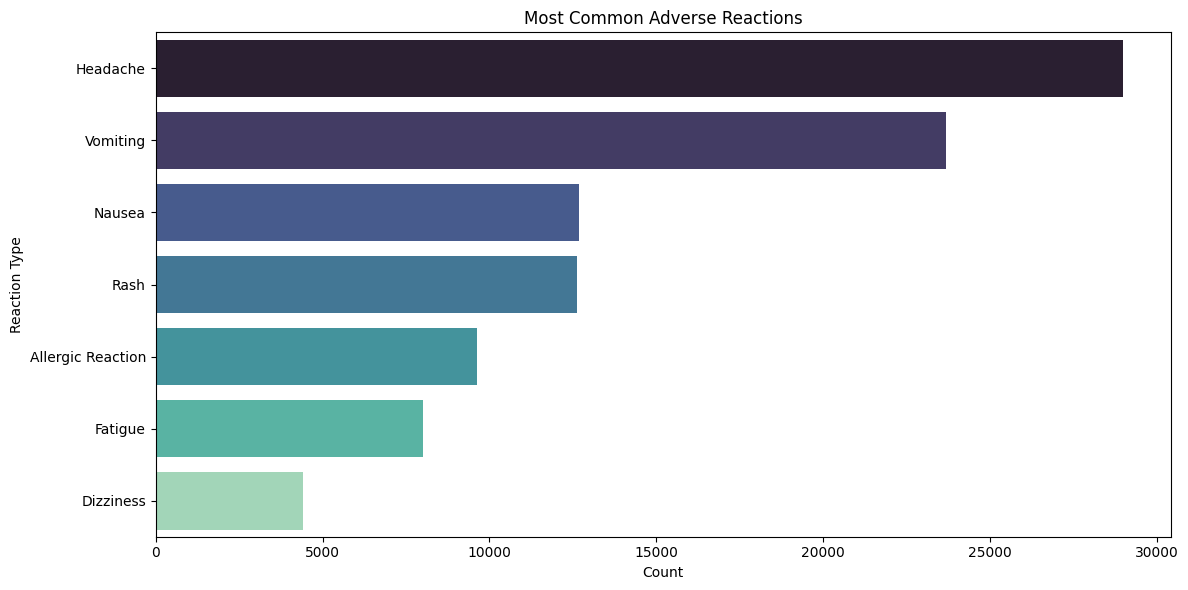 Most Common Adverse Reactions
Reaction Type
Headache
Vomiting
Nausea
Rash
Allergic Reaction
Fatigue
Dizziness
0 5000 10000 15000 20000 25000 30000
Count